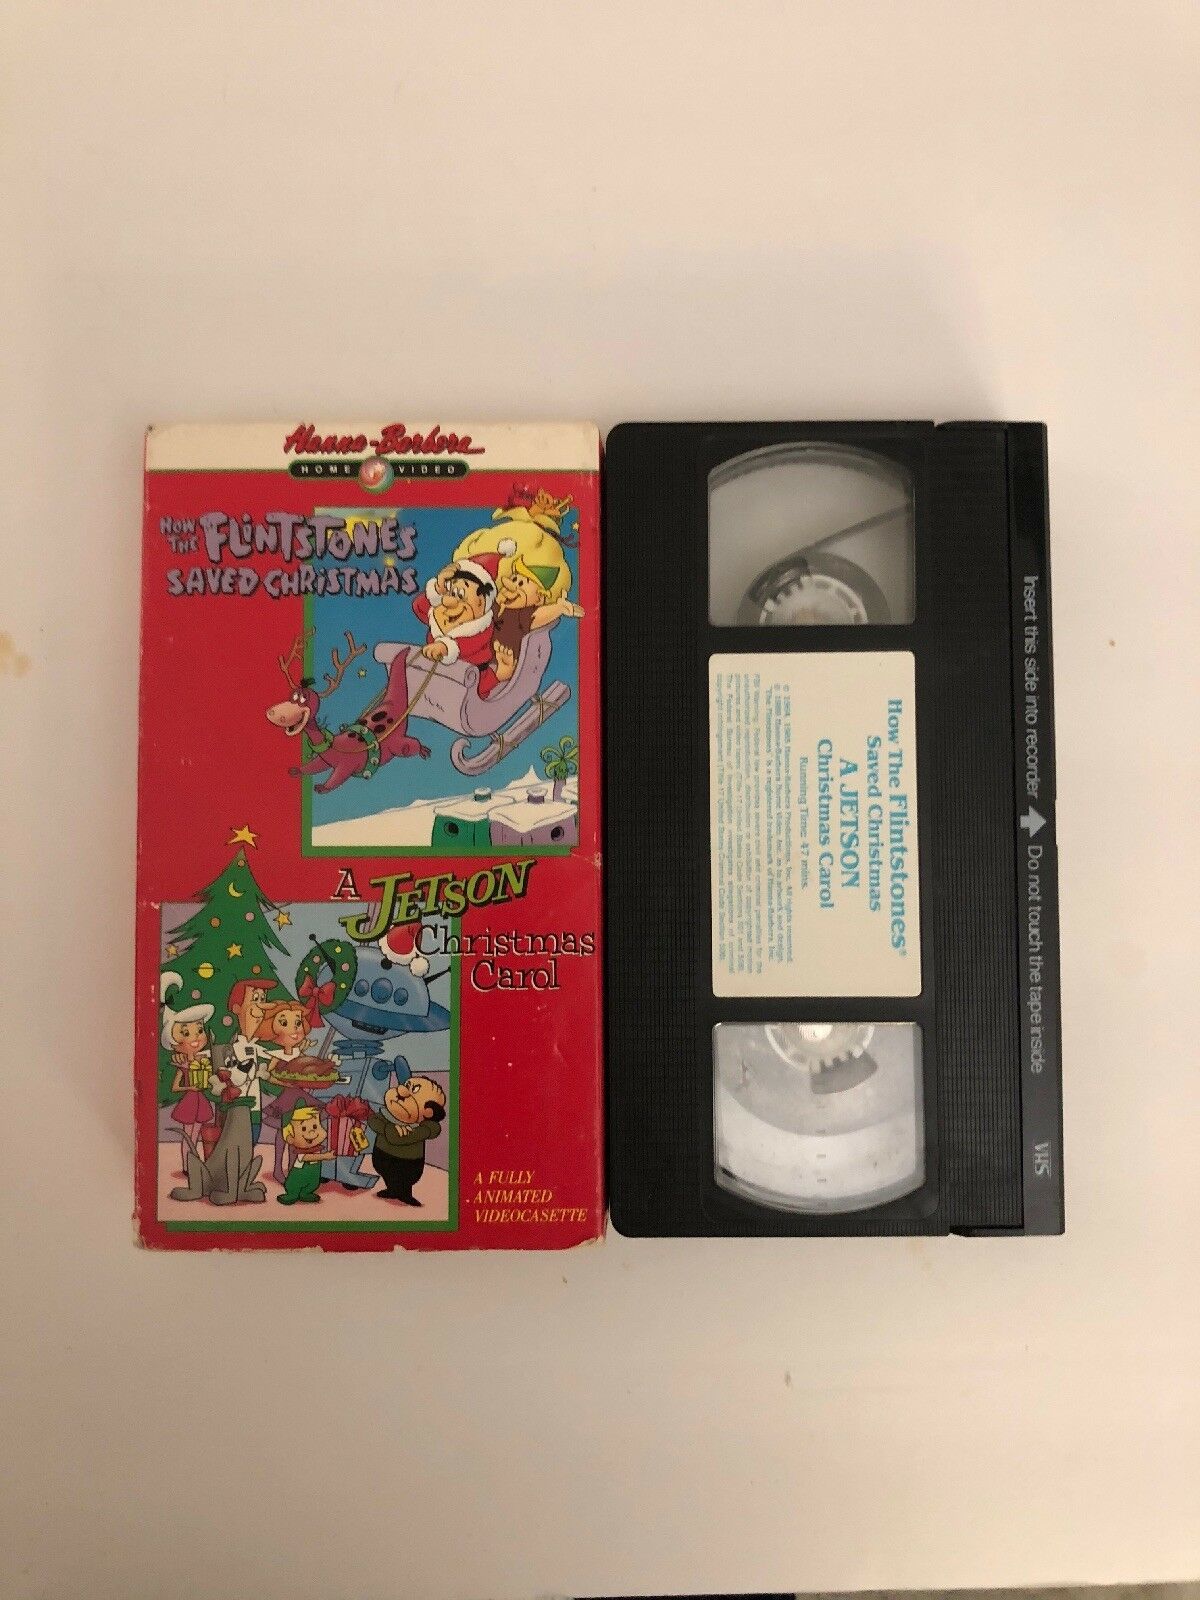 Hanna-Barbera
HOME VIDEO
HOW
THE FLINTSTONES
SAVED CHRISTMAS
A JETSON
Christmas
Carol
A FULLY
ANIMATED
VIDEOCASETTE
How The Flintstones®
Saved Christmas
A JETSON
Christmas Carol
Running Time: 47 mins.
Insert this side into recorder Do not touch the tape inside
VHS